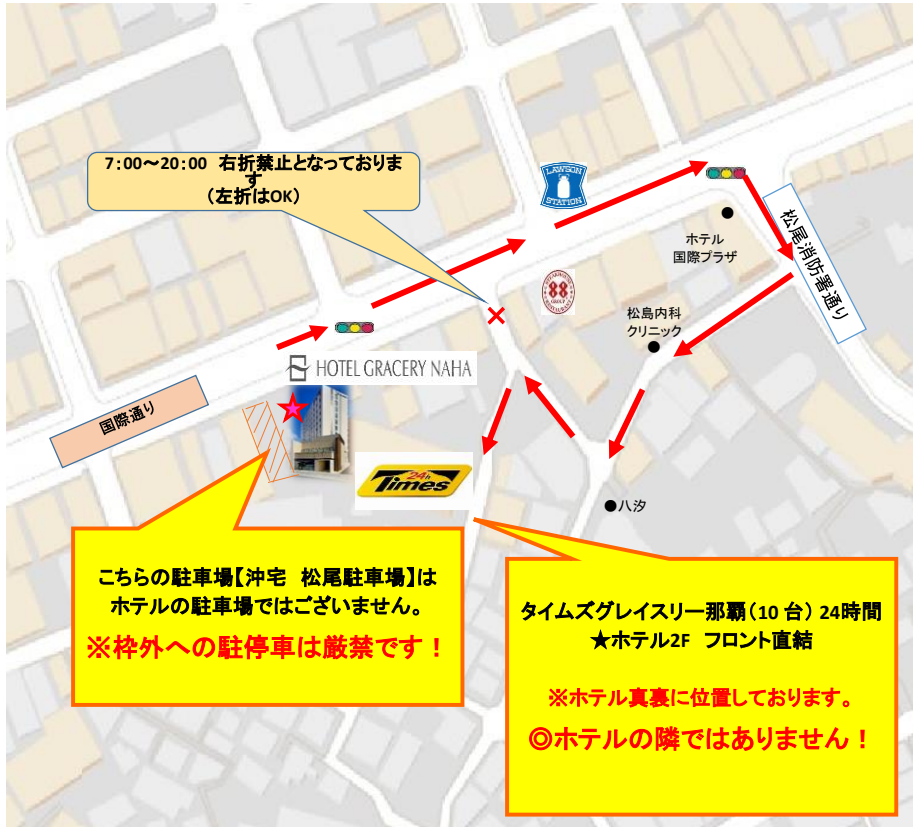 7:00～20:00 右折禁止となっておりま
す
（左折はOK）
LAWSON
STATION
ホテル
国際プラザ
松尾消防署通り
88
GROUP
松島内科
クリニック
HOTEL GRACERY NAHA
国際通り
24h
Times
八汐
こちらの駐車場【沖宅　松尾駐車場】は
ホテルの駐車場ではございません。
※枠外への駐停車は厳禁です！
タイムズグレイスリー那覇（10 台） 24時間
★ホテル2F　フロント直結
※ホテル真裏に位置しております。
◎ホテルの隣ではありません！